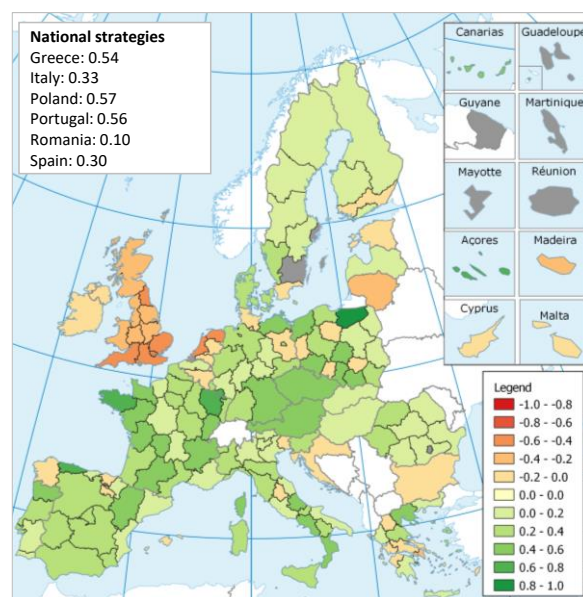 National strategies
Greece: 0.54
Italy: 0.33
Poland: 0.57
Portugal: 0.56
Romania: 0.10
Spain: 0.30
Canarias
Guadeloupe
Guyane
Martinique
Mayotte
Réunion
Açores
Madeira
Cyprus
Malta
Legend
-1.0 - -0.8
-0.8 - -0.6
-0.6 - -0.4
-0.4 - -0.2
-0.2 - 0.0
0.0 - 0.0
0.0 - 0.2
0.2 - 0.4
0.4 - 0.6
0.6 - 0.8
0.8 - 1.0